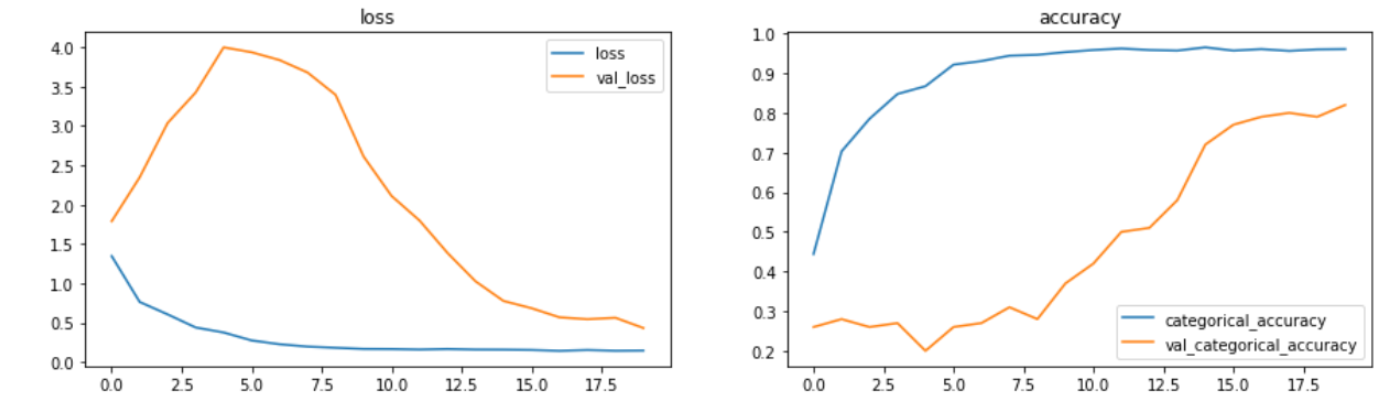 loss
4.0
3.5
3.0
2.5
2.0
1.5
1.0
0.5
0.0
0.0 2.5 5.0 7.5 10.0 12.5 15.0 17.5
loss
val_loss
accuracy
1.0
0.9
0.8
0.7
0.6
0.5
0.4
0.3
0.2
0.0 2.5 5.0 7.5 10.0 12.5 15.0 17.5
categorical_accuracy
val_categorical_accuracy